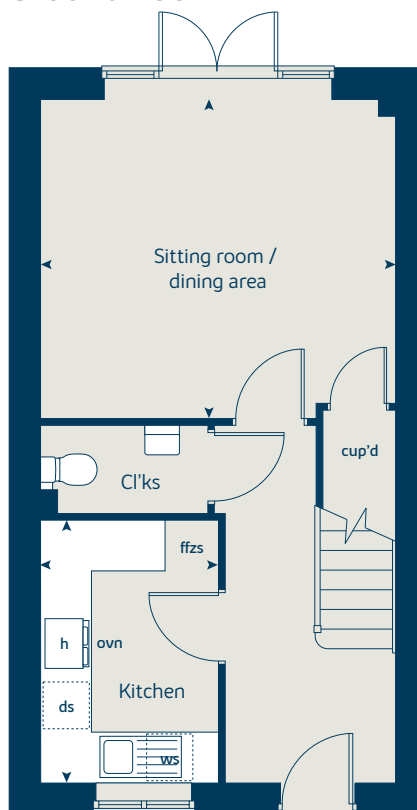 Sitting room /
dining area
cup'd
Cl'ks
ffzs
h
ovn
Kitchen
ds
ws